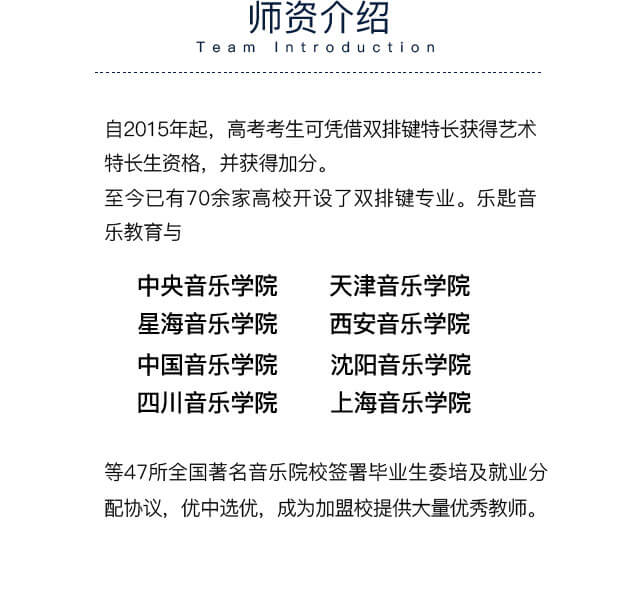 师资介绍
Team Introduction
自2015年起，高考考生可凭借双排键特长获得艺术
特长生资格，并获得加分。
至今已有70余家高校开设了双排键专业。乐匙音
乐教育与
中央音乐学院 天津音乐学院
星海音乐学院 西安音乐学院
中国音乐学院 沈阳音乐学院
四川音乐学院 上海音乐学院
等47所全国著名音乐院校签署毕业生委培及就业分
配协议，优中选优，成为加盟校提供大量优秀教师。